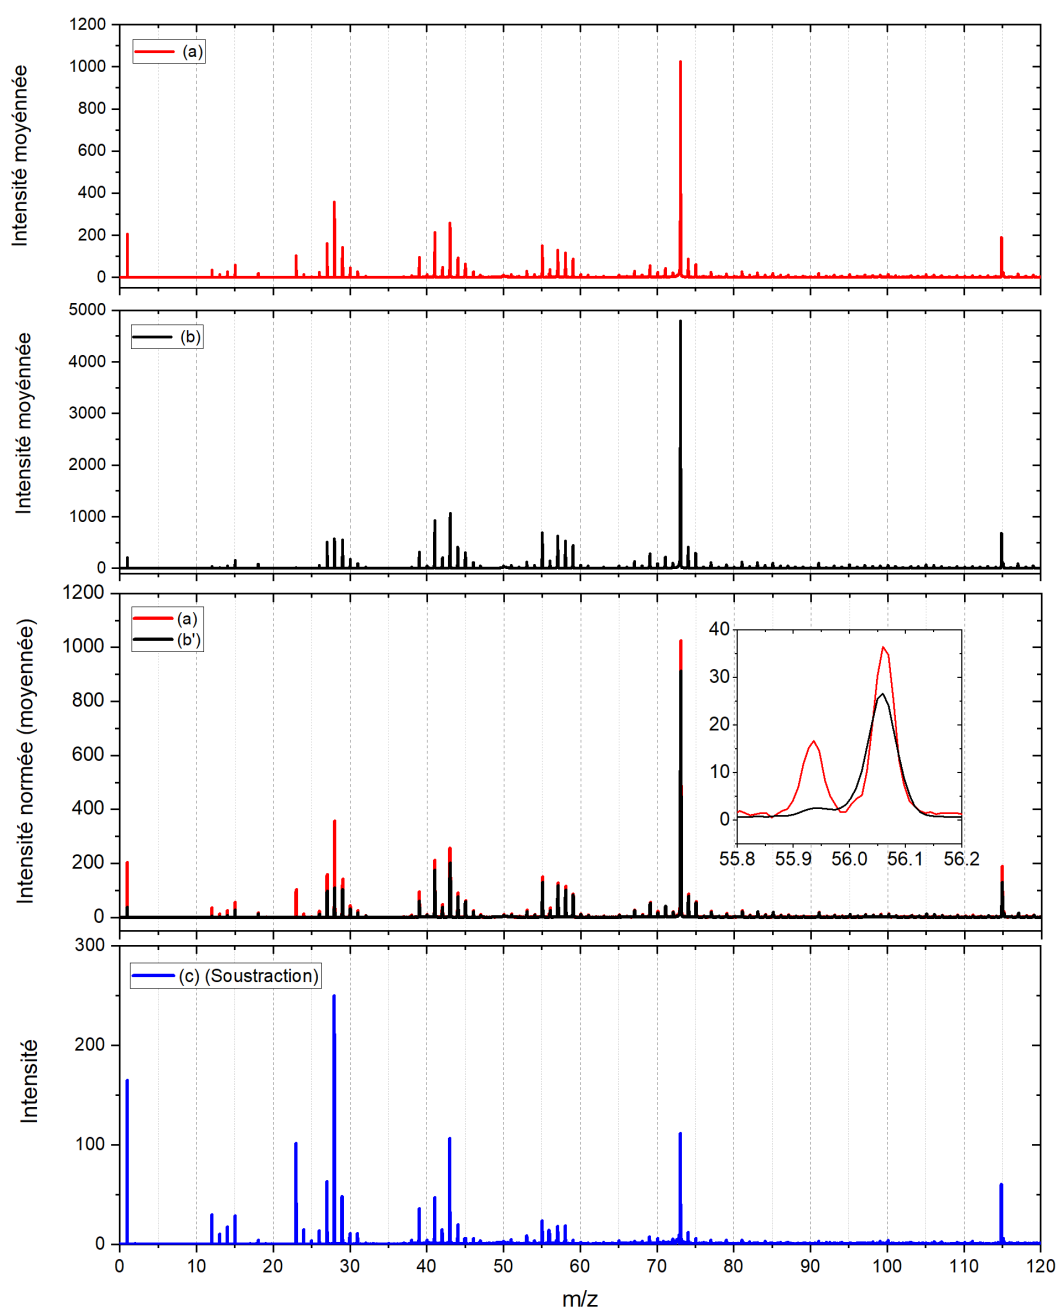 1200
1000
800
600
400
200
0
Intensité moyénnée
(a)
5000
4000
3000
2000
1000
0
Intensité moyénnée
(b)
1200
1000
800
600
400
200
0
Intensité normée (moyennée)
(a)
(b')
40
30
20
10
0
55.8 55.9 56.0 56.1 56.2
300
200
100
0
Intensité
(c) (Soustraction)
0 10 20 30 40 50 60 70 80 90 100 110 120
m/z